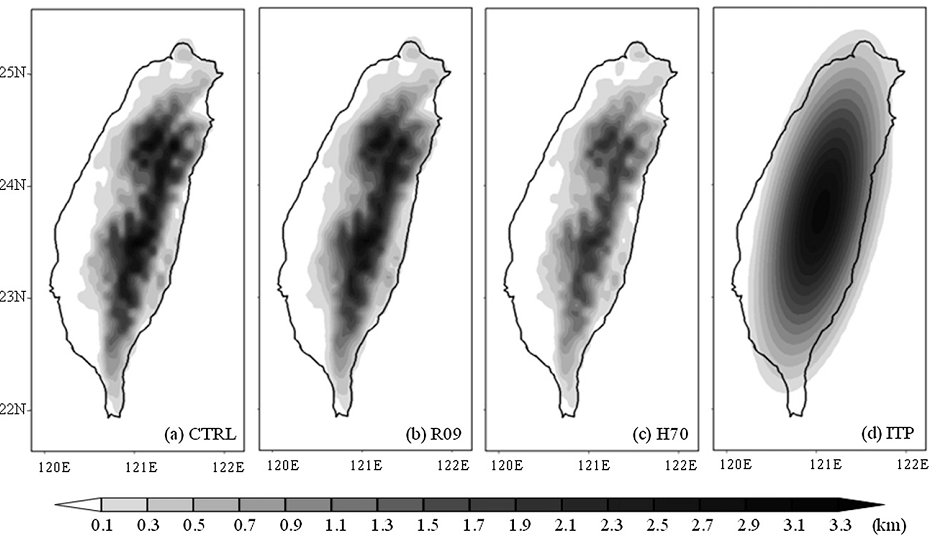 25N
24N
23N
22N
(a) CTRL
(b) R09
(c) H70
(d) ITP
120E 121E 122E 120E 121E 122E 120E 121E 122E 120E 121E 122E
0.1 0.3 0.5 0.7 0.9 1.1 1.3 1.5 1.7 1.9 2.1 2.3 2.5 2.7 2.9 3.1 3.3 (km)